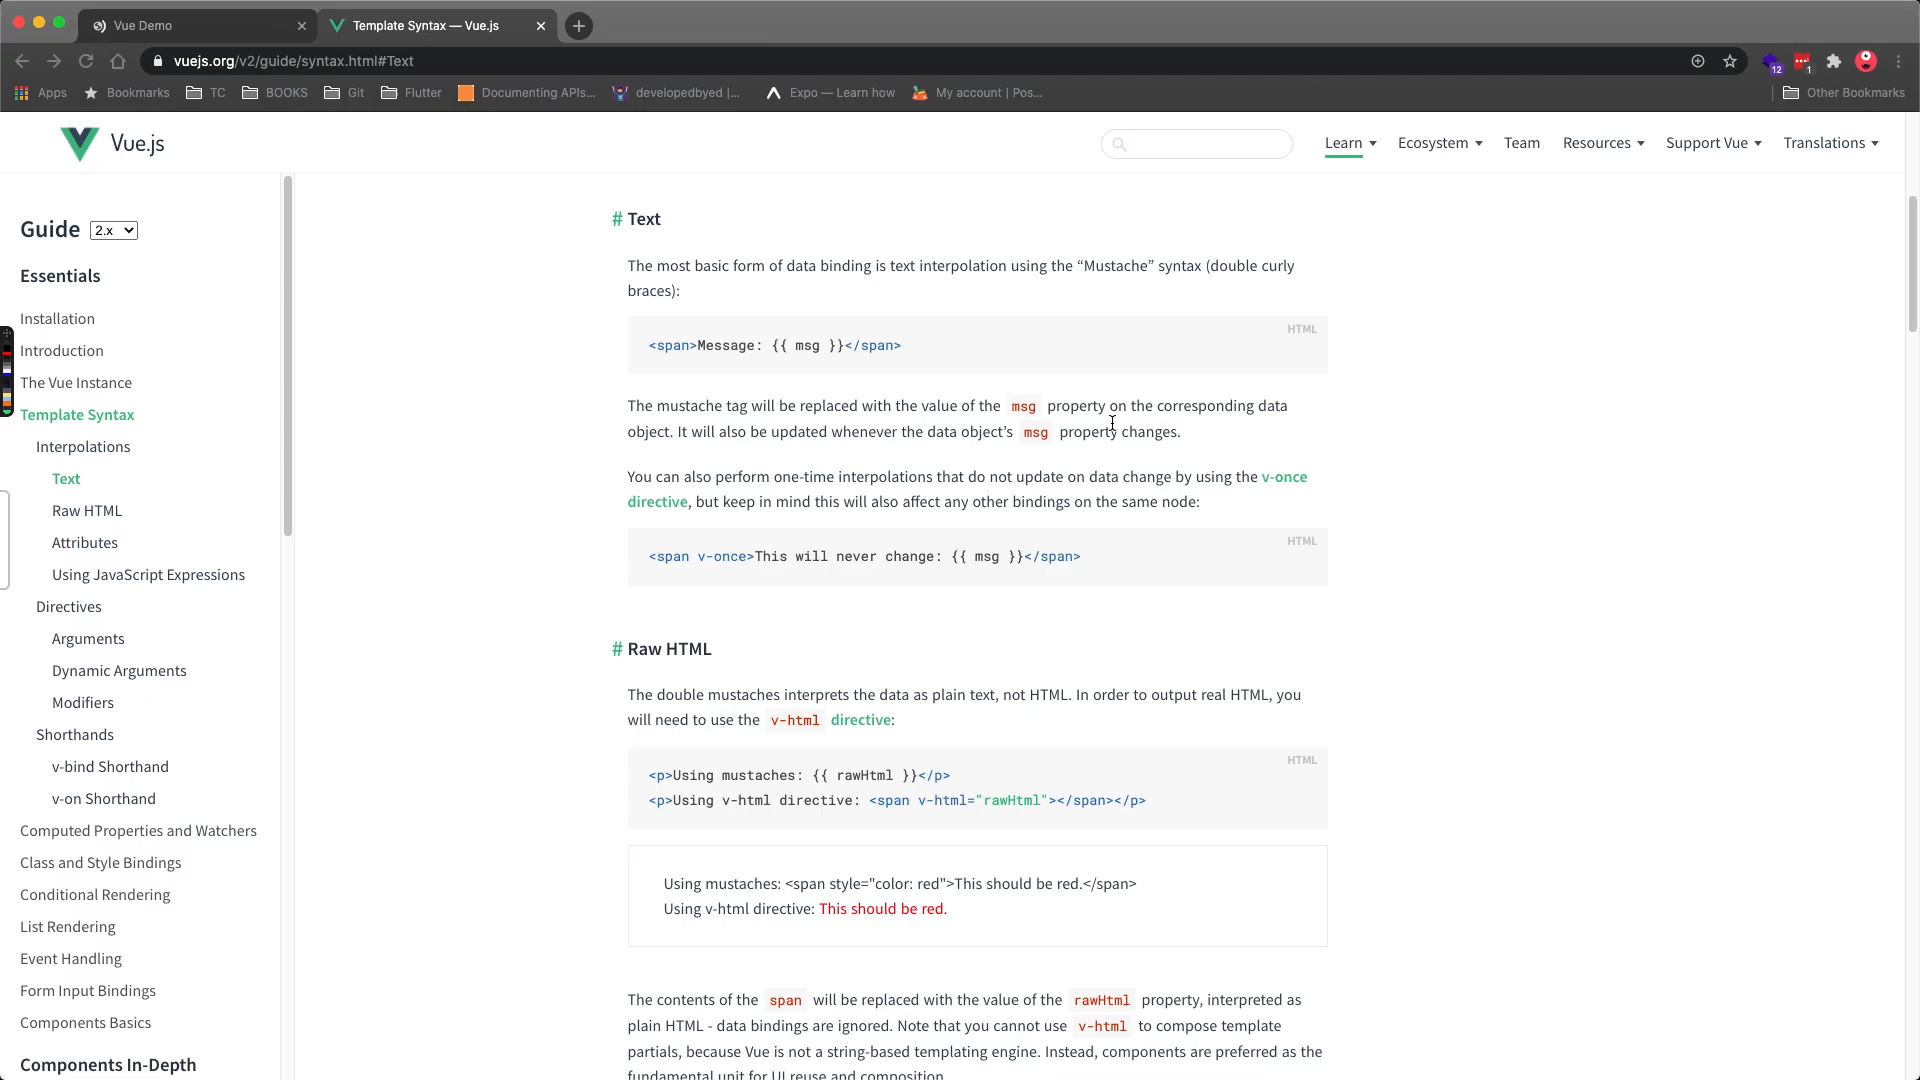 Vue Demo
Template Syntax — Vue.js
vuejs.org/v2/guide/syntax.html#Text
12
1
Apps
Bookmarks
TC
BOOKS
Git
Flutter
Documenting APIs...
developedbyed |...
Expo — Learn how
My account | Pos...
Other Bookmarks
Vue.js
Learn
Ecosystem
Team
Resources
Support Vue
Translations
Guide 2.x
Essentials
Installation
Introduction
The Vue Instance
Template Syntax
Interpolations
Text
Raw HTML
Attributes
Using JavaScript Expressions
Directives
Arguments
Dynamic Arguments
Modifiers
Shorthands
v-bind Shorthand
v-on Shorthand
Computed Properties and Watchers
Class and Style Bindings
Conditional Rendering
List Rendering
Event Handling
Form Input Bindings
Components Basics
Components In-Depth
# Text
The most basic form of data binding is text interpolation using the “Mustache” syntax (double curly
braces):
HTML
<span>Message: {{ msg }}</span>
The mustache tag will be replaced with the value of the msg property on the corresponding data
object. It will also be updated whenever the data object’s msg property changes.
You can also perform one-time interpolations that do not update on data change by using the v-once
directive, but keep in mind this will also affect any other bindings on the same node:
HTML
<span v-once>This will never change: {{ msg }}</span>
# Raw HTML
The double mustaches interprets the data as plain text, not HTML. In order to output real HTML, you
will need to use the v-html directive:
HTML
<p>Using mustaches: {{ rawHtml }}</p>
<p>Using v-html directive: <span v-html="rawHtml"></span></p>
Using mustaches: <span style="color: red">This should be red.</span>
Using v-html directive: This should be red.
The contents of the span will be replaced with the value of the rawHtml property, interpreted as
plain HTML - data bindings are ignored. Note that you cannot use v-html to compose template
partials, because Vue is not a string-based templating engine. Instead, components are preferred as the
fundamental unit for UI reuse and composition.